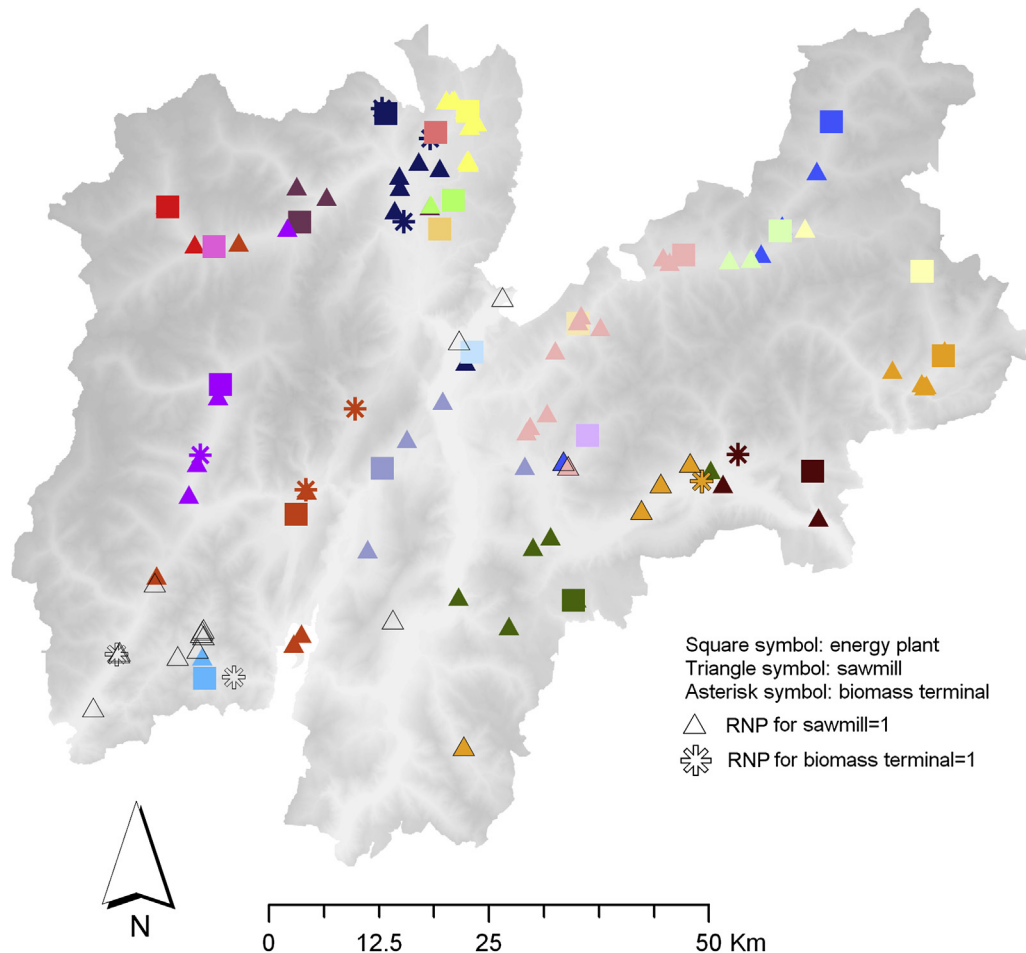 Square symbol: energy plant
Triangle symbol: sawmill
Asterisk symbol: biomass terminal
RNP for sawmill=1
RNP for biomass terminal=1
N
0 12.5 25 50 Km